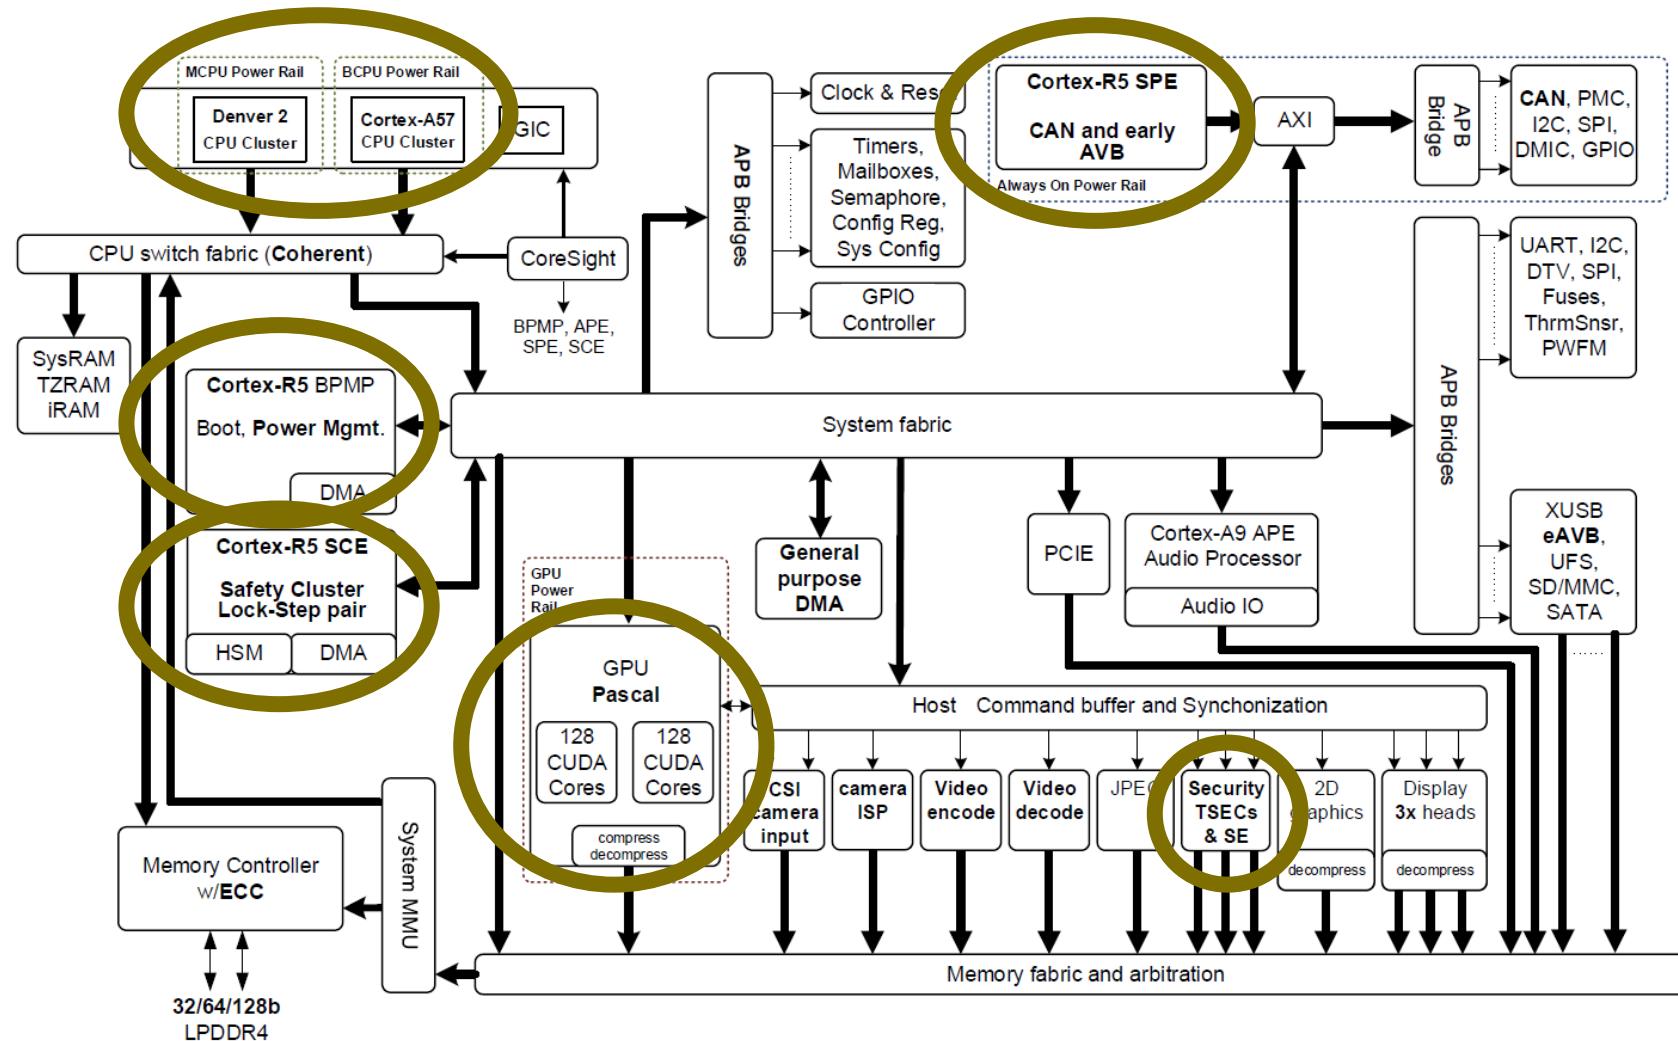 MCPU Power Rail
BCPU Power Rail
Denver 2
CPU Cluster
Cortex-A57
CPU Cluster
GIC
CPU switch fabric (Coherent)
CoreSight
BPMP, APE,
SPE, SCE
SysRAM
TZRAM
iRAM
Cortex-R5 BPMP
Boot, Power Mgmt.
DMA
Cortex-R5 SCE
Safety Cluster
Lock-Step pair
HSM
DMA
APB Bridges
Clock & Reset
Timers,
Mailboxes,
Semaphore,
Config Reg,
Sys Config
GPIO
Controller
Cortex-R5 SPE
CAN and early
AVB
Always On Power Rail
AXI
APB
Bridge
CAN, PMC,
I2C, SPI,
DMIC, GPIO
System fabric
APB Bridges
UART, I2C,
DTV, SPI,
Fuses,
ThrmSnsr,
PWFM
XUSB
eAVB,
UFS,
SD/MMC,
SATA
GPU
Power
Rail
GPU
Pascal
128
CUDA
Cores
128
CUDA
Cores
compress
decompress
General
purpose
DMA
PCIE
Cortex-A9 APE
Audio Processor
Audio IO
Host Command buffer and Synchonization
CSI
camera
input
camera
ISP
Video
encode
Video
decode
JPEG
Security
TSECs
& SE
2D
graphics
decompress
Display
3x heads
decompress
System MMU
Memory Controller
w/ECC
32/64/128b
LPDDR4
Memory fabric and arbitration